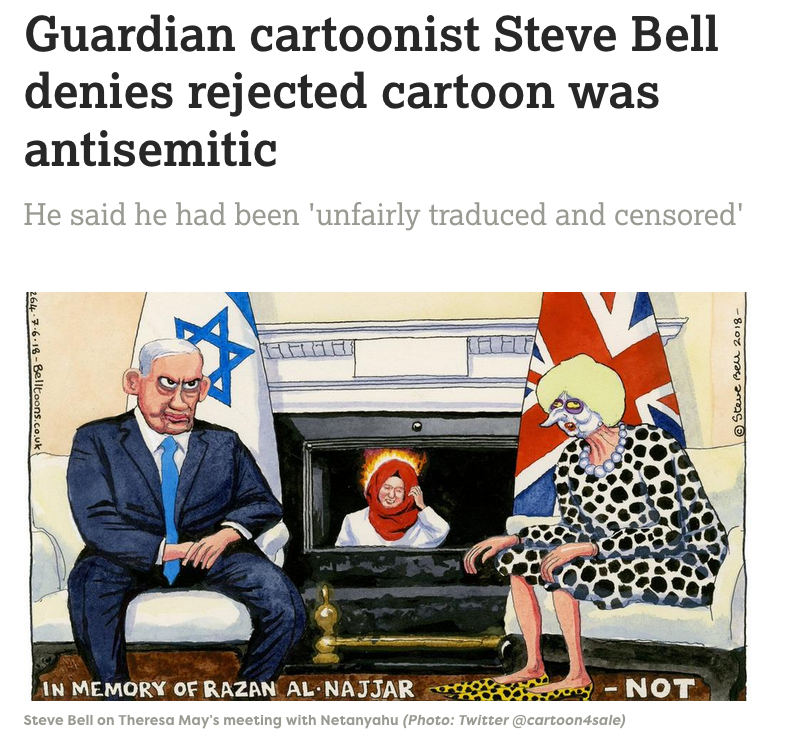 Guardian cartoonist Steve Bell
denies rejected cartoon was
antisemitic
He said he had been 'unfairly traduced and censored'
264·7·6·18-Belltoons.co.uk
© Steve Bell 2018-
IN MEMORY OF RAZAN AL·NAJJAR
- NOT
Steve Bell on Theresa May's meeting with Netanyahu (Photo: Twitter @cartoon4sale)